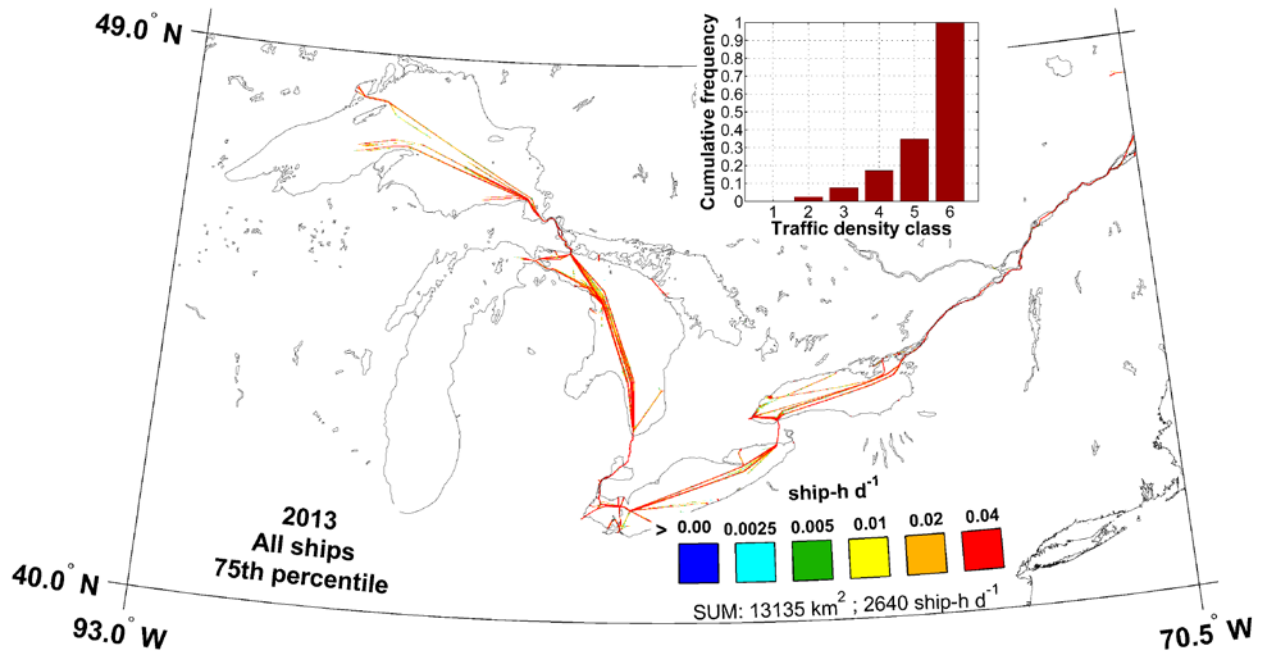 49.0° N
1
0.9
0.8
0.7
0.6
0.5
0.4
0.3
0.2
0.1
0
Cumulative frequency
1 2 3 4 5 6
Traffic density class
ship-h d⁻¹
> 0.00 0.0025 0.005 0.01 0.02 0.04
SUM: 13135 km² ; 2640 ship-h d⁻¹
2013
All ships
75th percentile
40.0° N
93.0° W
70.5° W